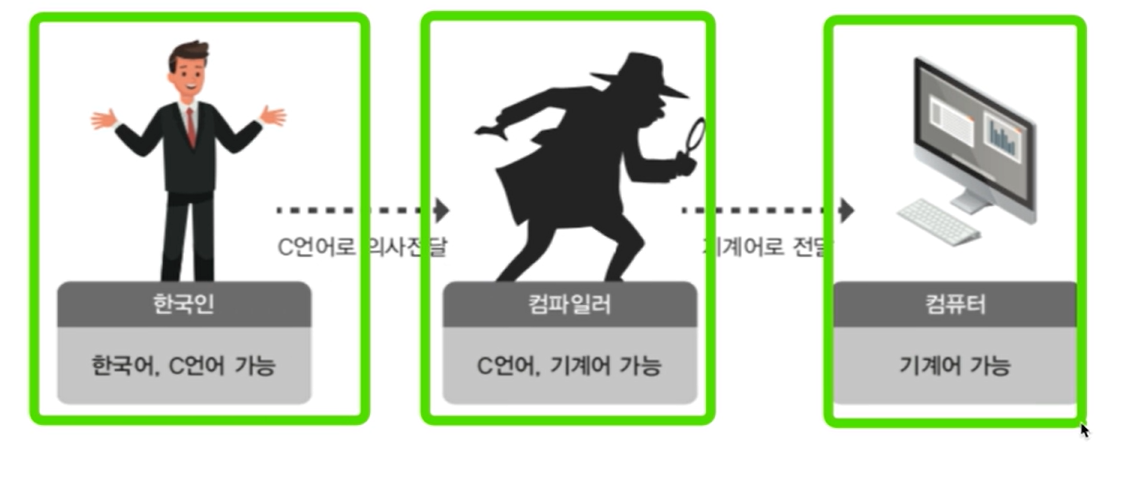 C언어로 의사전달
기계어로 전달
한국인
컴파일러
컴퓨터
한국어, C언어 가능
C언어, 기계어 가능
기계어 가능